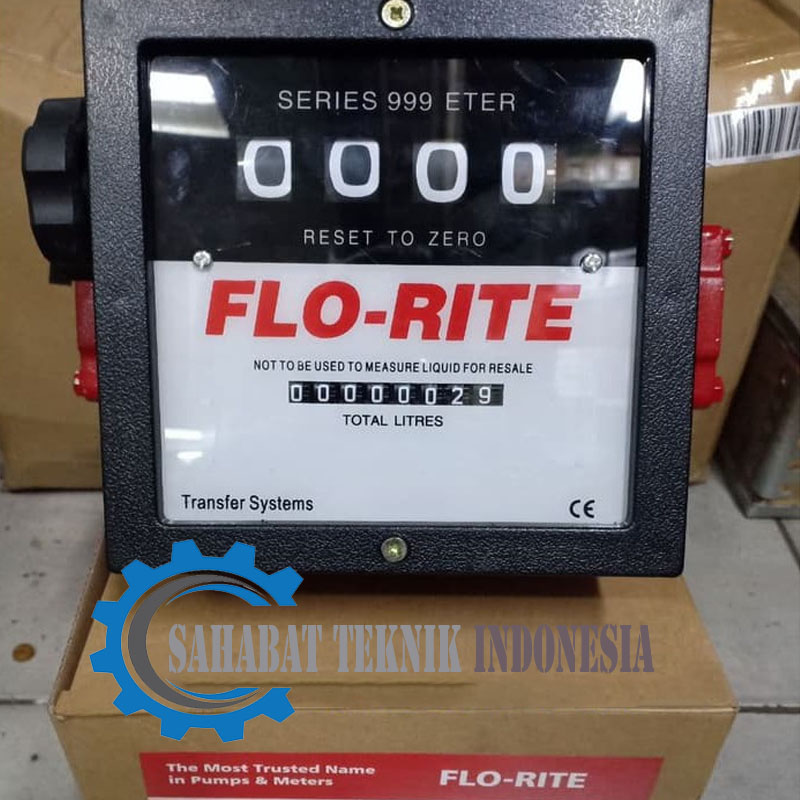 SERIES 999 ETER
0000
RESET TO ZERO
FLO-RITE
NOT TO BE USED TO MEASURE LIQUID FOR RESALE
00000029
TOTAL LITRES
Transfer Systems
CE
SAHABAT TEKNIK INDONESIA
The Most Trusted Name
in Pumps & Meters
FLO-RITE